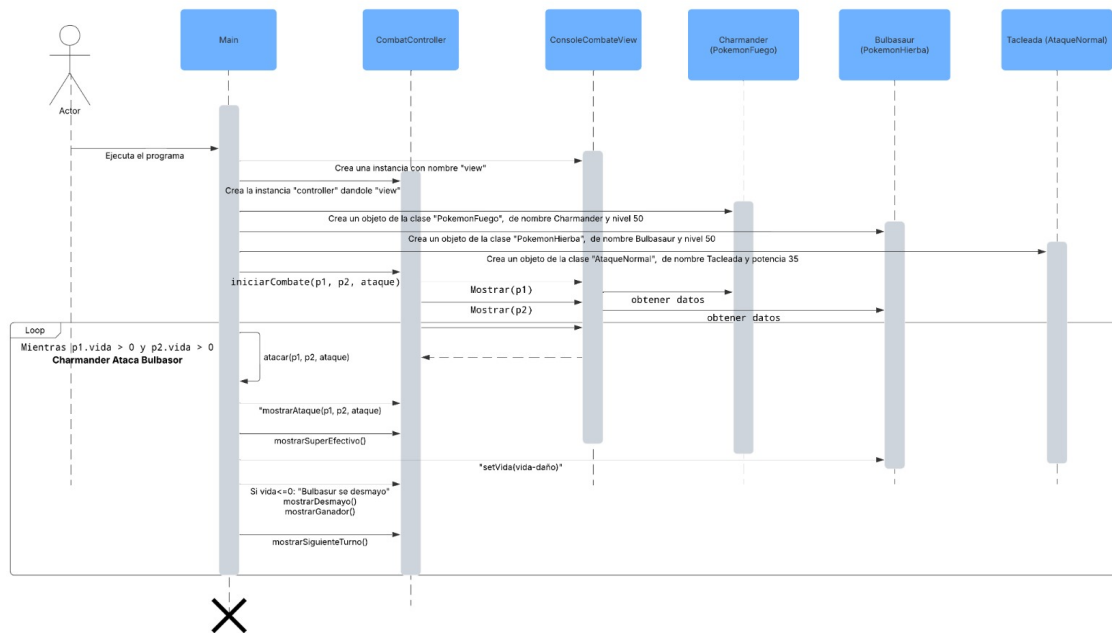 Main
CombatController
ConsoleCombateView
Charmander
(PokemonFuego)
Bulbasaur
(PokemonHierba)
Tacleada (AtaqueNormal)
Actor
Ejecuta el programa
Crea una instancia con nombre "view"
Crea la instancia "controller" dandole "view"
Crea un objeto de la clase "PokemonFuego", de nombre Charmander y nivel 50
Crea un objeto de la clase "PokemonHierba", de nombre Bulbasaur y nivel 50
Crea un objeto de la clase "AtaqueNormal", de nombre Tacleada y potencia 35
iniciarCombate(p1, p2, ataque)
Mostrar(p1)
obtener datos
Mostrar(p2)
obtener datos
Loop
Mientras p1.vida > 0 y p2.vida > 0
Charmander Ataca Bulbasor
atacar(p1, p2, ataque)
"mostrarAtaque(p1, p2, ataque)
mostrarSuperEfectivo()
"setVida(vida-daño)"
Si vida<=0: "Bulbasur se desmayo"
mostrarDesmayo()
mostrarGanador()
mostrarSiguienteTurno()